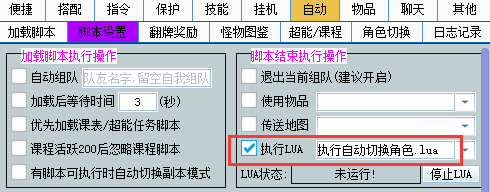 便捷 搭配 指令 保护 技能 挂机 自动 物品 聊天 其他
加载脚本 脚本设置 翻牌奖励 怪物图鉴 超能/课程 角色切换 日志记录
加载脚本执行操作
自动组队 队友名字,留空自我组队
加载后等待时间 3 (秒)
优先加载课表/超能任务脚本
课程活跃200后忽略课程脚本
有脚本可执行时自动切换副本模式
脚本结束执行操作
退出当前组队(建议开启)
使用物品
传送地图
执行LUA 执行自动切换角色.lua
LUA状态: 未运行! 停止LUA